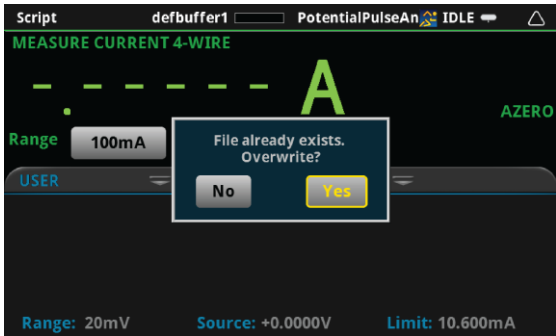 Script defbuffer1 PotentialPulseAn IDLE
MEASURE CURRENT 4-WIRE
-.----- A
AZERO
Range 100mA
File already exists.
Overwrite?
No Yes
USER
Range: 20mV Source: +0.0000V Limit: 10.600mA